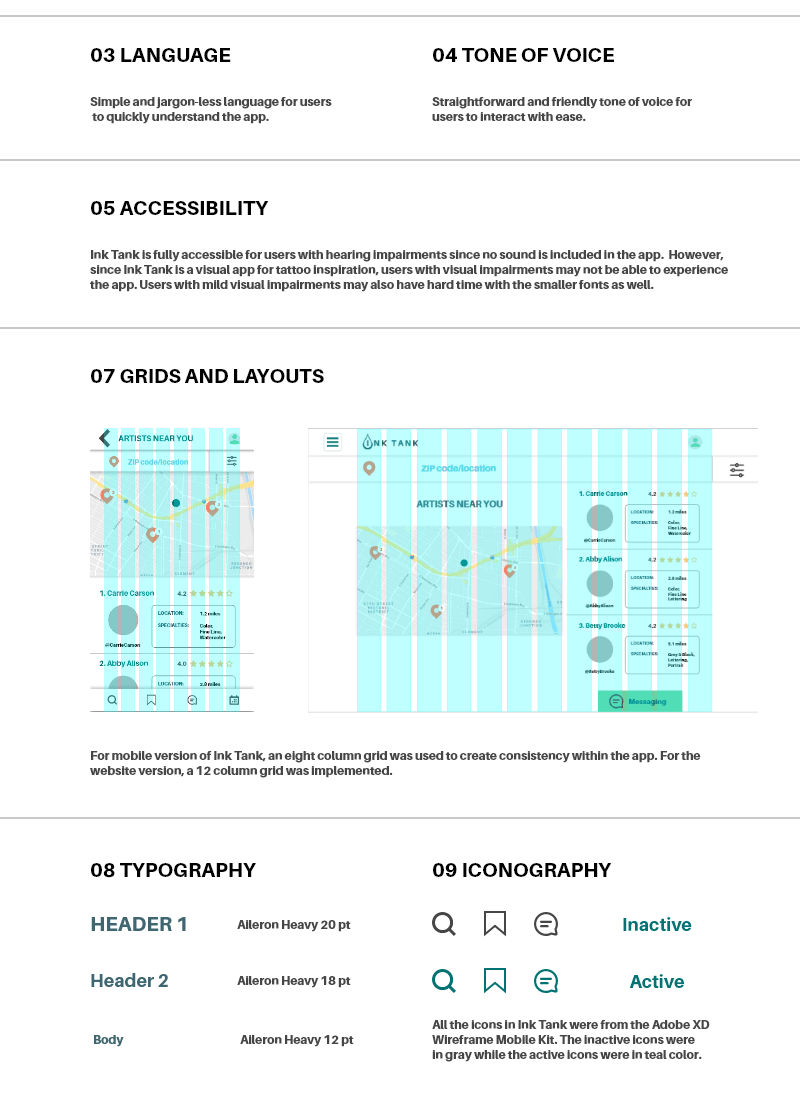 03 LANGUAGE
04 TONE OF VOICE
Simple and jargon-less language for users
to quickly understand the app.
Straightforward and friendly tone of voice for
users to interact with ease.
05 ACCESSIBILITY
Ink Tank is fully accessible for users with hearing impairments since no sound is included in the app. However,
since Ink Tank is a visual app for tattoo inspiration, users with visual impairments may not be able to experience
the app. Users with mild visual impairments may also have hard time with the smaller fonts as well.
07 GRIDS AND LAYOUTS
ARTISTS NEAR YOU
ZIP code/location
1. Carrie Carson 4.2
LOCATION: 1.2 miles
SPECIALTIES: Color,
Fine Line,
Watercolor
@CarrieCarson
2. Abby Alison 4.0
LOCATION: 2.8 miles
INK TANK
ZIP code/location
ARTISTS NEAR YOU
1. Carrie Carson 4.2
LOCATION: 1.2 miles
SPECIALTIES: Color,
Fine Line,
Watercolor
@CarrieCarson
2. Abby Alison 4.2
LOCATION: 2.8 miles
SPECIALTIES: Color,
Fine Line,
Lettering
@AbbyAlison
3. Betsy Brooke 4.2
LOCATION: 5.1 miles
SPECIALTIES: Grey & Black,
Lettering,
Portrait
@BetsyBrooke
Messaging
For mobile version of Ink Tank, an eight column grid was used to create consistency within the app. For the
website version, a 12 column grid was implemented.
08 TYPOGRAPHY
09 ICONOGRAPHY
HEADER 1 Aileron Heavy 20 pt
Inactive
Header 2 Aileron Heavy 18 pt
Active
Body Aileron Heavy 12 pt
All the icons in Ink Tank were from the Adobe XD
Wireframe Mobile Kit. The inactive icons were
in gray while the active icons were in teal color.